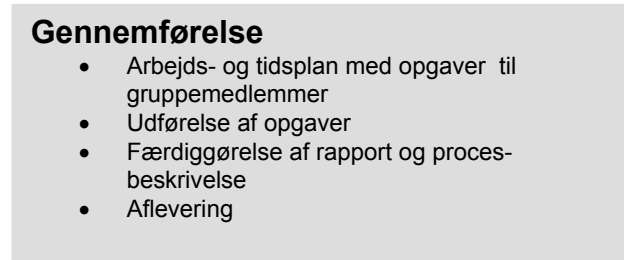 Gennemførelse
• Arbejds- og tidsplan med opgaver  til
gruppemedlemmer
• Udførelse af opgaver
• Færdiggørelse af rapport og proces-
beskrivelse
• Aflevering